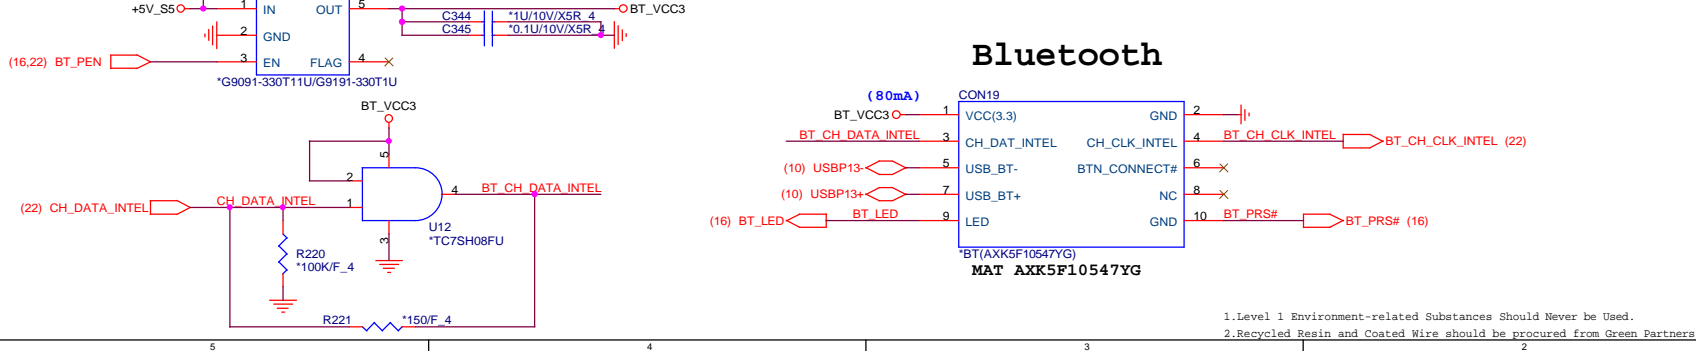 +5V_S5
1 IN OUT 5
BT_VCC3
C344 *1U/10V/X5R_4
C345 *0.1U/10V/X5R_4
2 GND
(16,22) BT_PEN
3 EN FLAG 4
*G9091-330T11U/G9191-330T1U
BT_VCC3
5
2
4 BT_CH_DATA_INTEL
(22) CH_DATA_INTEL CH_DATA_INTEL
1
U12
*TC7SH08FU
3
R220
*100K/F_4
R221 *150/F_4
Bluetooth
(80mA)
CON19
BT_VCC3 1 VCC(3.3) GND 2
BT_CH_DATA_INTEL 3 CH_DAT_INTEL CH_CLK_INTEL 4 BT_CH_CLK_INTEL BT_CH_CLK_INTEL (22)
(10) USBP13- 5 USB_BT- BTN_CONNECT# 6
(10) USBP13+ 7 USB_BT+ NC 8
(16) BT_LED BT_LED 9 LED GND 10 BT_PRS# BT_PRS# (16)
*BT(AXK5F10547YG)
MAT AXK5F10547YG
1.Level 1 Environment-related Substances Should Never be Used.
2.Recycled Resin and Coated Wire should be procured from Green Partners
5 4 3 2